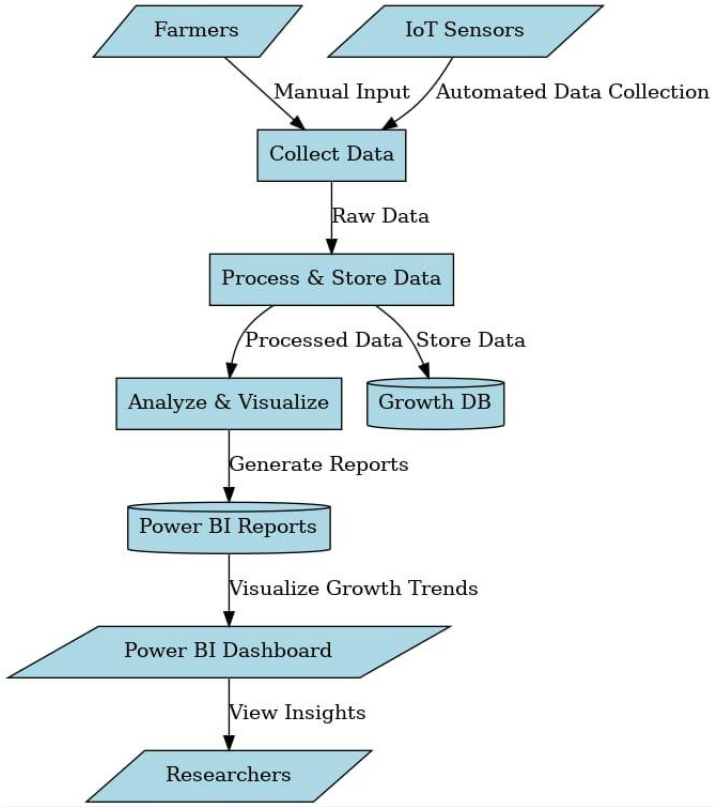 Farmers
IoT Sensors
Manual Input
Automated Data Collection
Collect Data
Raw Data
Process & Store Data
Processed Data
Store Data
Analyze & Visualize
Growth DB
Generate Reports
Power BI Reports
Visualize Growth Trends
Power BI Dashboard
View Insights
Researchers